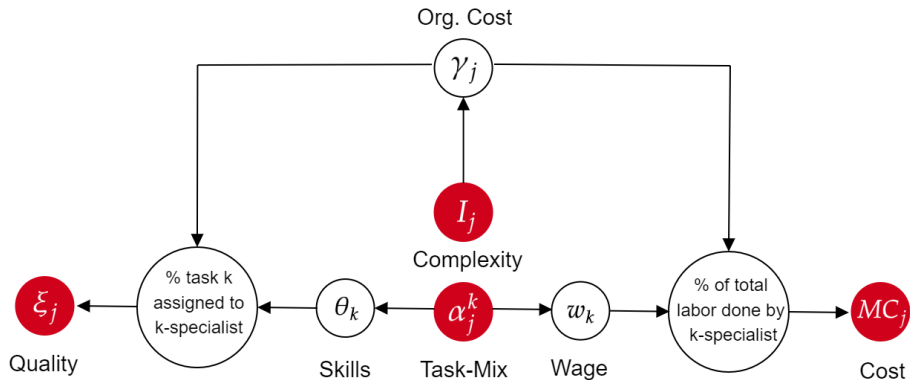 Org. Cost
γj
Ij
Complexity
% task k
assigned to
k-specialist
% of total
labor done by
k-specialist
ξj
θk
αjk
wk
MCj
Quality
Skills
Task-Mix
Wage
Cost